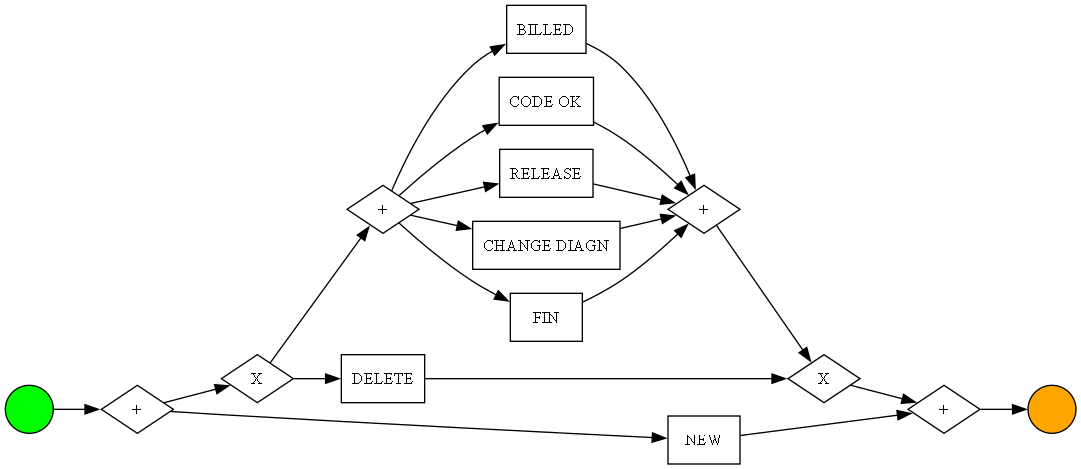 BILLED
CODE OK
RELEASE
+
+
CHANGE DIAGN
FIN
X
DELETE
X
+
+
NEW